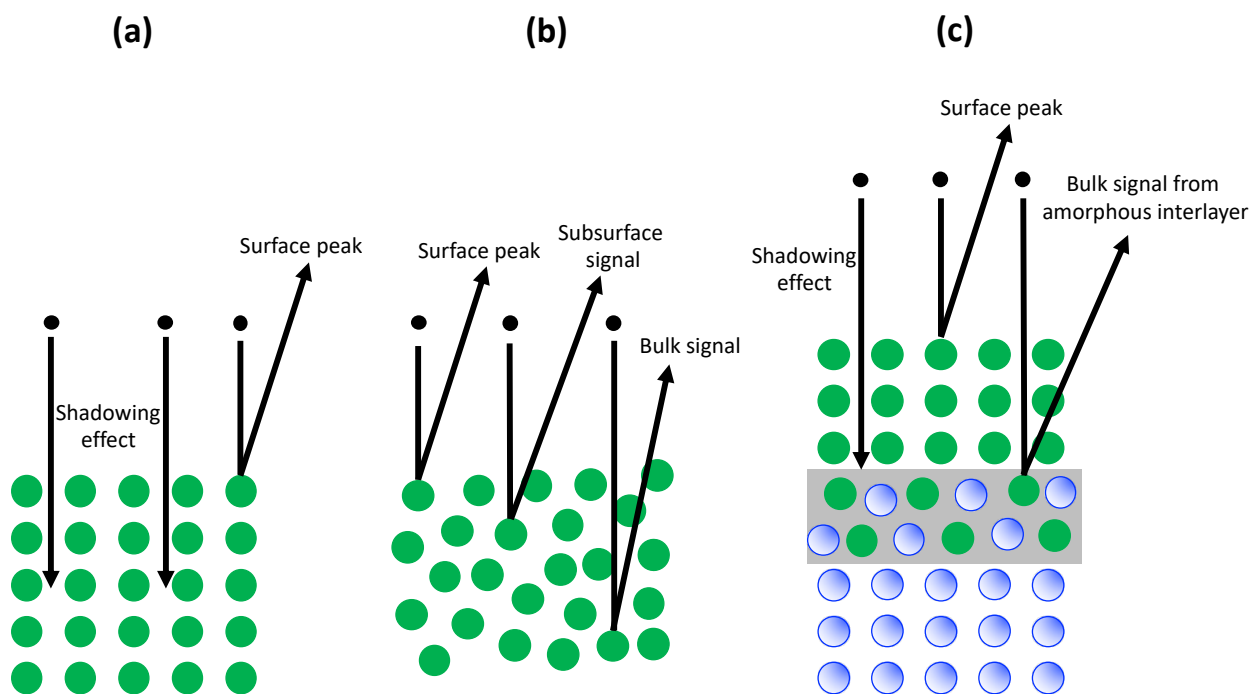 (a)
Surface peak
Shadowing
effect
(b)
Surface peak
Subsurface
signal
Bulk signal
(c)
Surface peak
Bulk signal from
amorphous interlayer
Shadowing
effect